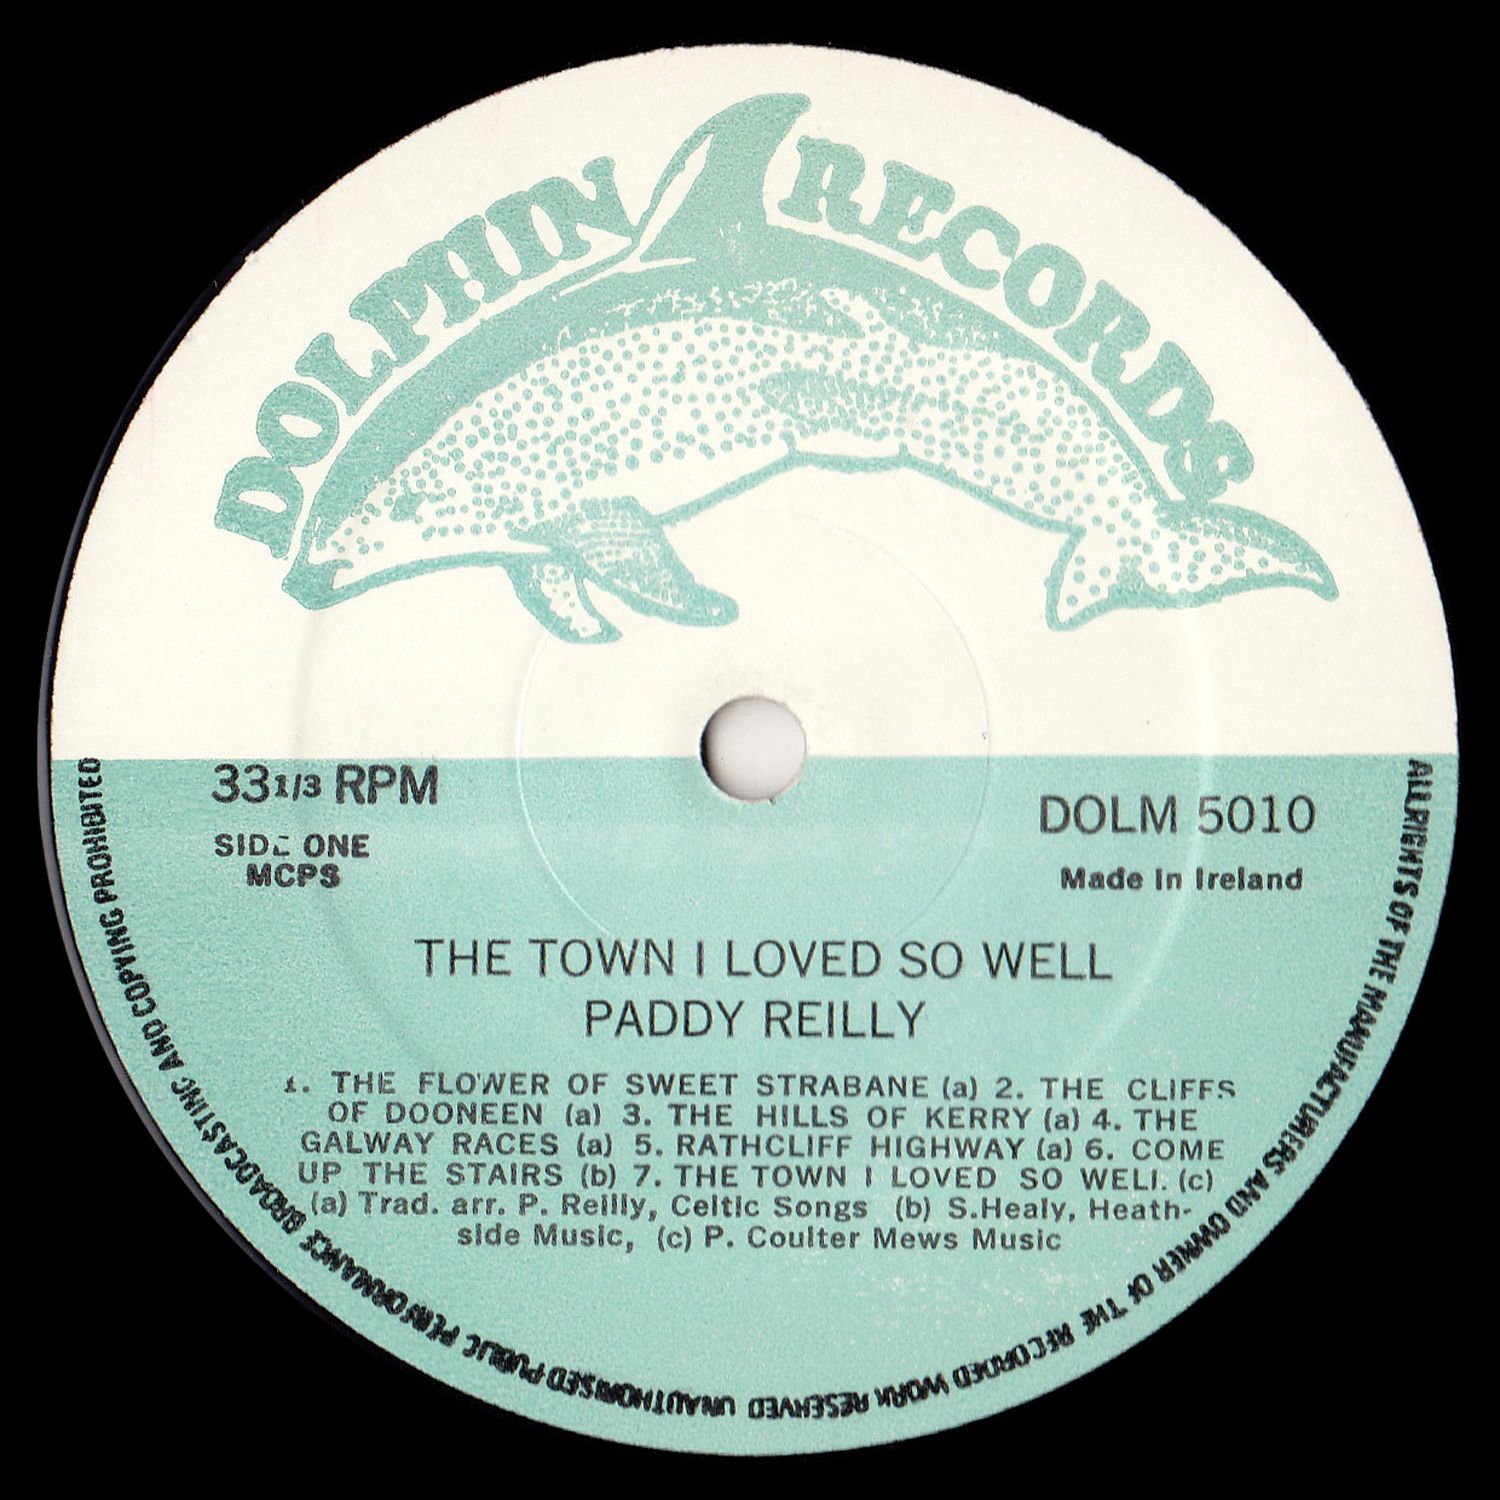 DOLPHIN RECORDS
33 1/3 RPM
SIDE ONE
MCPS
DOLM 5010
Made in Ireland
THE TOWN I LOVED SO WELL
PADDY REILLY
1. THE FLOWER OF SWEET STRABANE (a) 2. THE CLIFFS
OF DOONEEN (a) 3. THE HILLS OF KERRY (a) 4. THE
GALWAY RACES (a) 5. RATHCLIFF HIGHWAY (a) 6. COME
UP THE STAIRS (b) 7. THE TOWN I LOVED SO WELL (c)
(a) Trad. arr. P. Reilly, Celtic Songs (b) S.Healy, Heath-
side Music, (c) P. Coulter Mews Music
ALL RIGHTS OF THE MANUFACTURERS AND OWNER OF THE RECORDED WORK RESERVED UNAUTHORISED PUBLIC PERFORMANCE BROADCASTING AND COPYING PROHIBITED